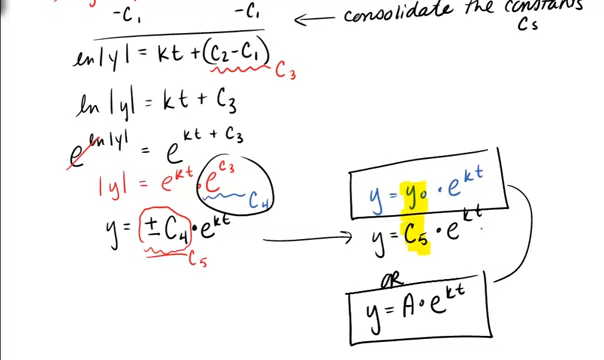 -C₁ -C₁
← consolidate the constants
C₃
ln|y| = kt + (C₂-C₁)
C₃
ln |y| = kt + C₃
e^(ln|y|) = e^(kt + C₃)
|y| = e^(kt) · e^(C₃)
C₄
y = ± C₄ · e^(kt)
C₅
y = y₀ · e^(kt)
y = C₅ · e^(kt)
OR
y = A · e^(kt)